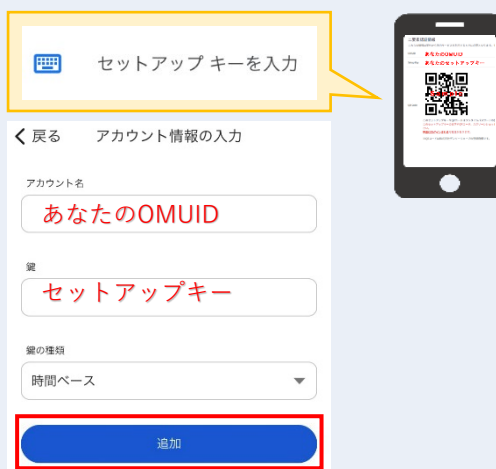 セットアップ キーを入力
戻る アカウント情報の入力
アカウント名
あなたのOMUID
鍵
セットアップキー
鍵の種類
時間ベース
追加
あなたのOMUID
あなたのセットアップキー